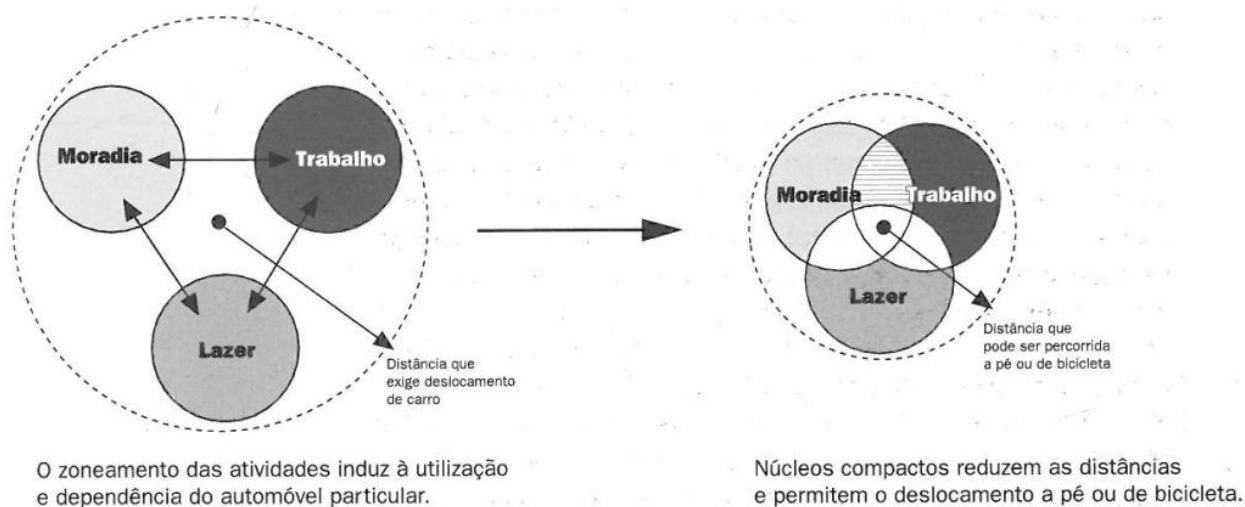 Moradia
Trabalho
Lazer
Distância que
exige deslocamento
de carro
O zoneamento das atividades induz à utilização
e dependência do automóvel particular.
Moradia
Trabalho
Lazer
Distância que
pode ser percorrida
a pé ou de bicicleta
Núcleos compactos reduzem as distâncias
e permitem o deslocamento a pé ou de bicicleta.